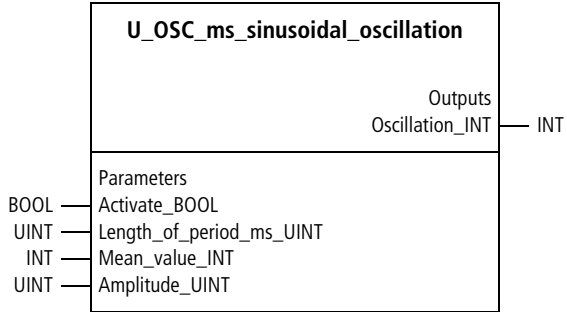 U_OSC_ms_sinusoidal_oscillation
Outputs
Oscillation_INT INT
Parameters
BOOL Activate_BOOL
UINT Length_of_period_ms_UINT
INT Mean_value_INT
UINT Amplitude_UINT